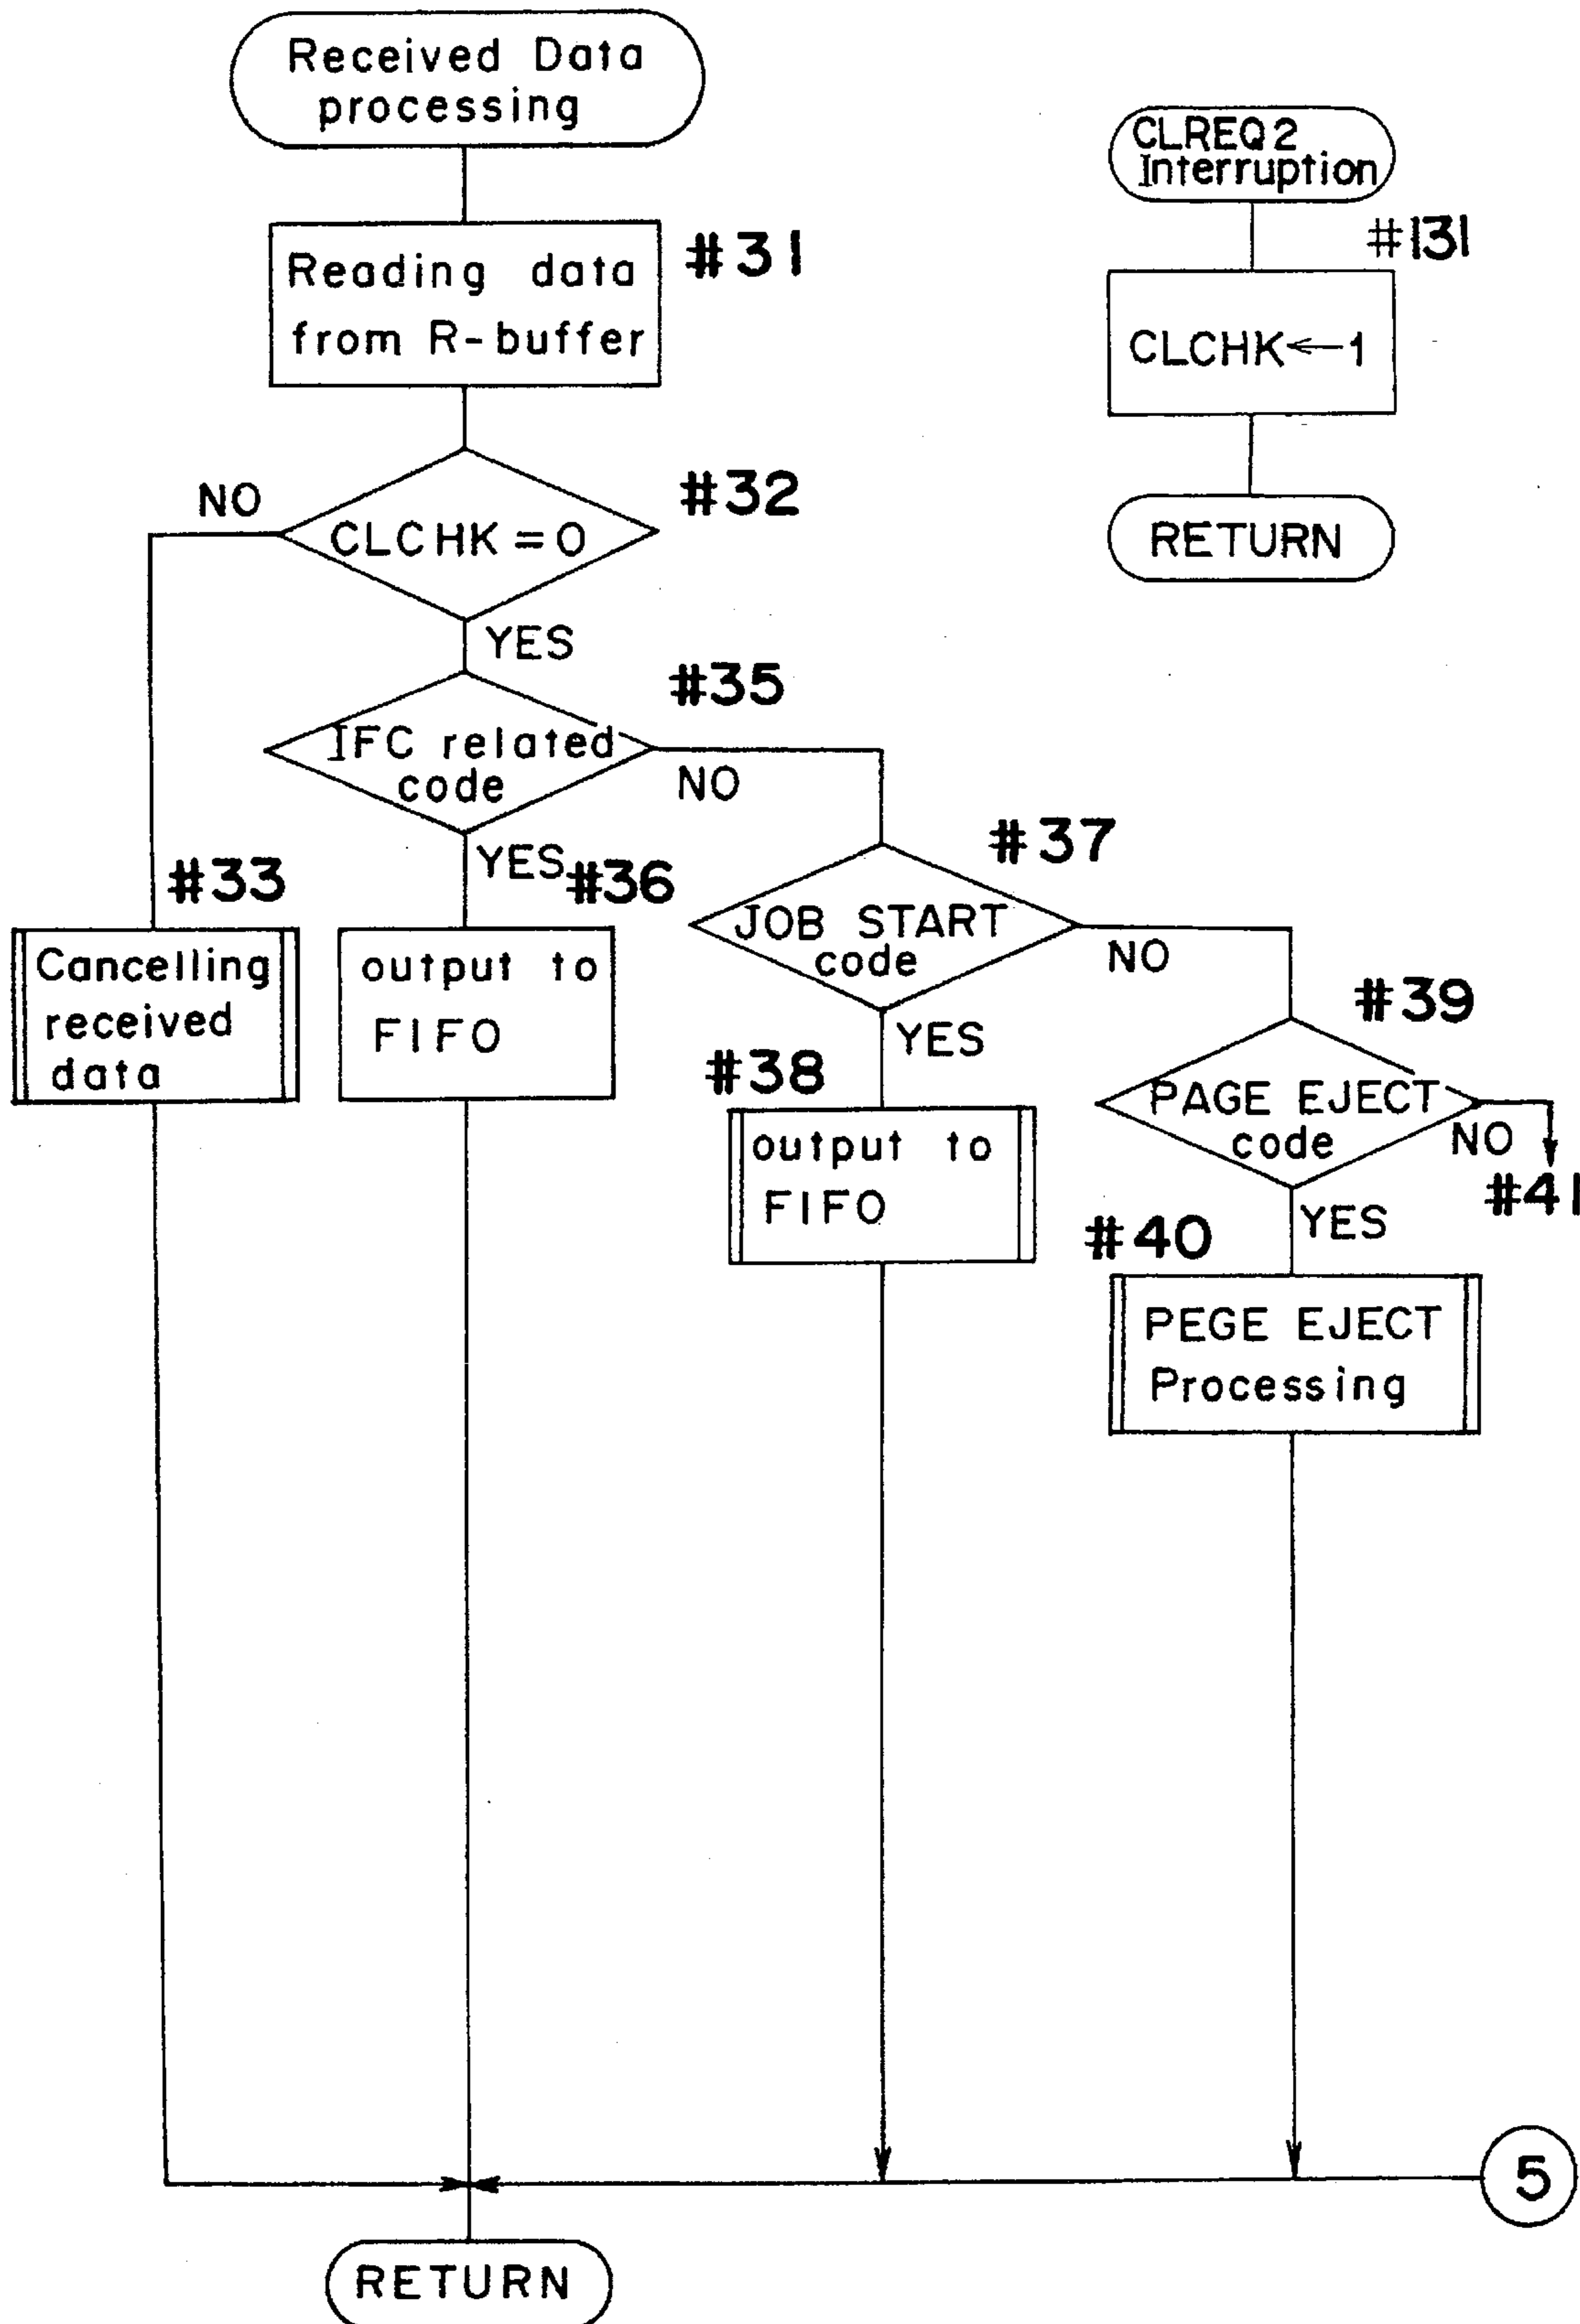 Received Data
processing
#31
Reading data
from R-buffer
#32
NO
CLCHK = 0
YES
#35
IFC related
code
NO
YES
#33
#36
Cancelling
received
data
output to
FIFO
#37
JOB START
code
NO
YES
#38
output to
FIFO
#39
PAGE EJECT
code
NO
#41
YES
#40
PEGE EJECT
Processing
5
RETURN
CLREQ2
Interruption
#131
CLCHK←1
RETURN